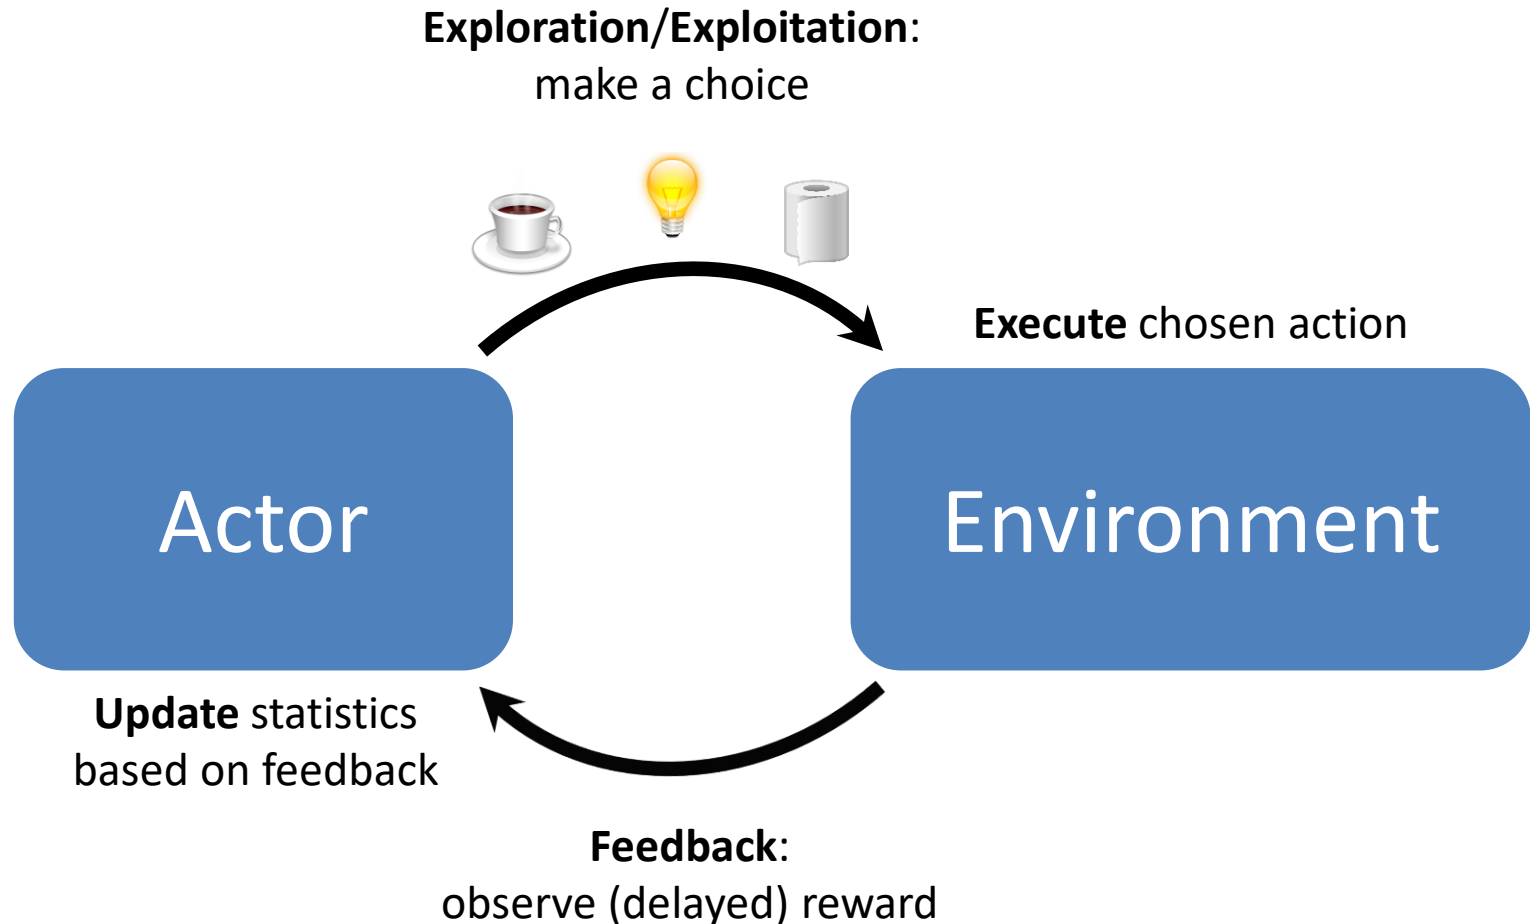 Exploration/Exploitation:
make a choice
Execute chosen action
Actor
Environment
Update statistics
based on feedback
Feedback:
observe (delayed) reward